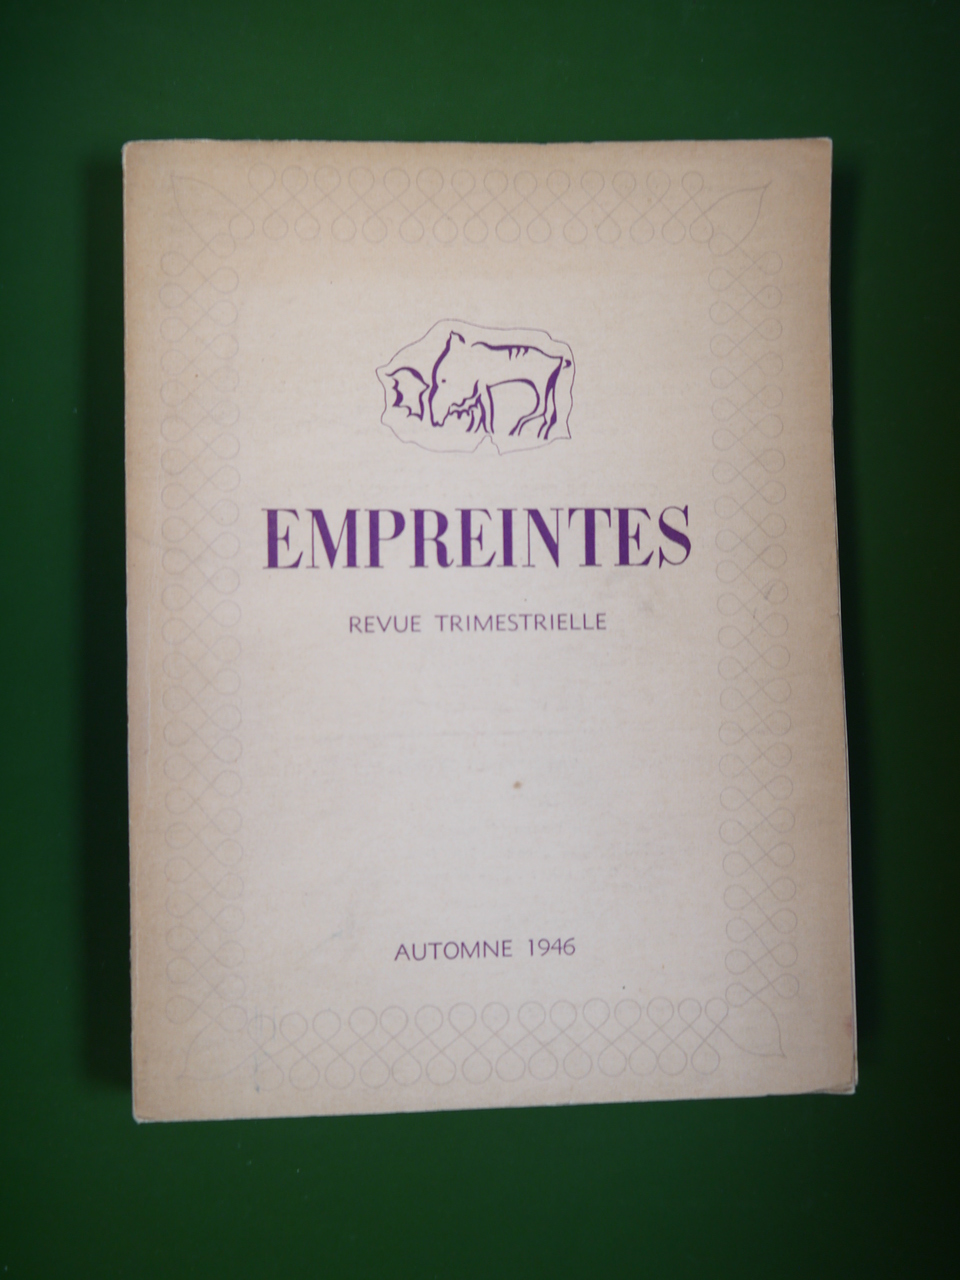 EMPREINTES
REVUE TRIMESTRIELLE
AUTOMNE 1946